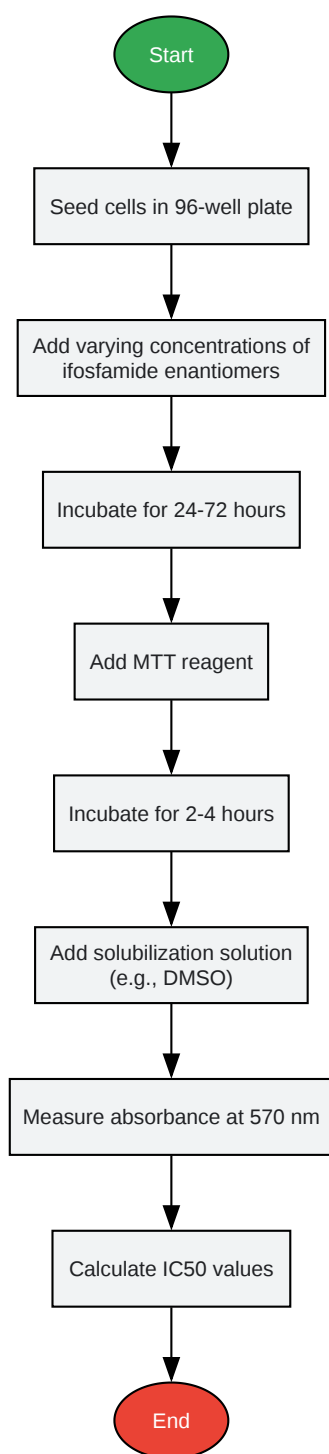 Start
Seed cells in 96-well plate
Add varying concentrations of
ifosfamide enantiomers
Incubate for 24-72 hours
Add MTT reagent
Incubate for 2-4 hours
Add solubilization solution
(e.g., DMSO)
Measure absorbance at 570 nm
Calculate IC50 values
End